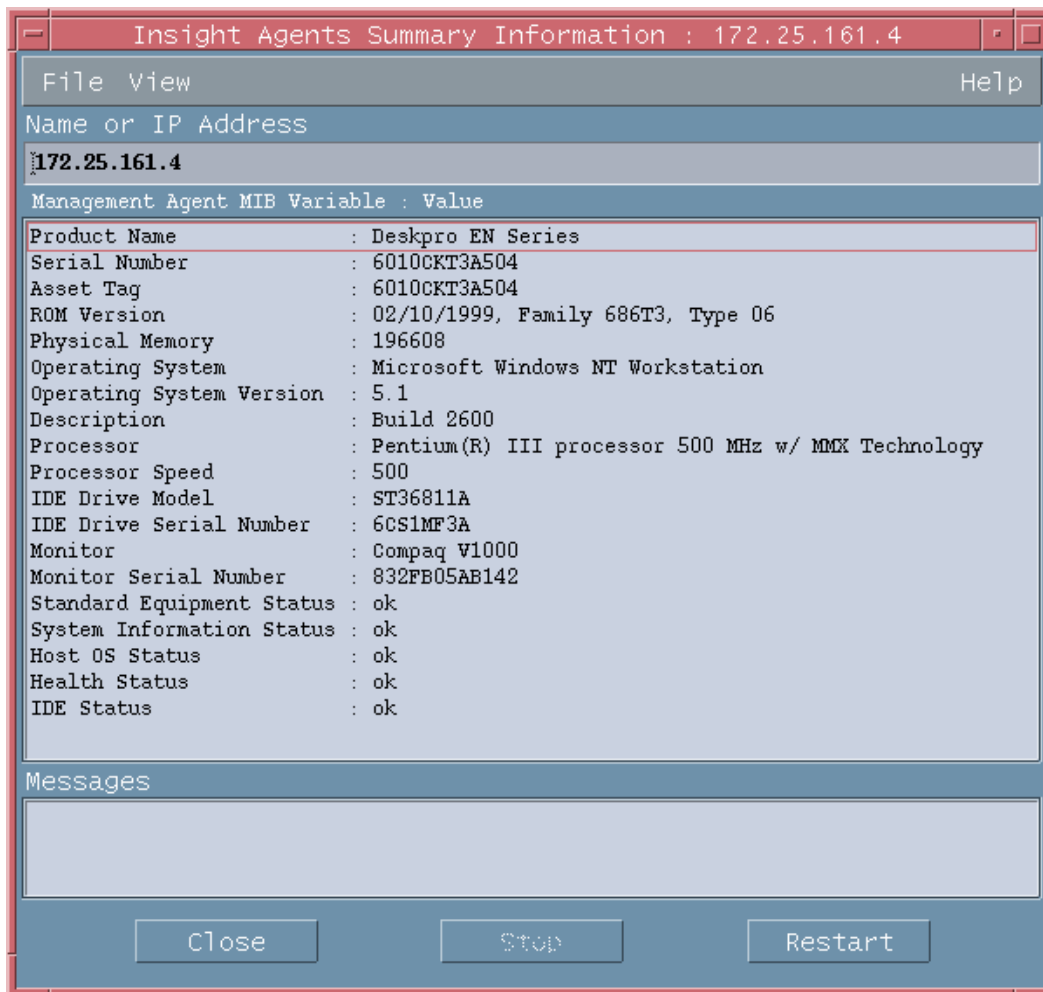 Insight Agents Summary Information : 172.25.161.4
File View Help
Name or IP Address
172.25.161.4
Management Agent MIB Variable : Value
Product Name : Deskpro EN Series
Serial Number : 6010CKT3A504
Asset Tag : 6010CKT3A504
ROM Version : 02/10/1999, Family 686T3, Type 06
Physical Memory : 196608
Operating System : Microsoft Windows NT Workstation
Operating System Version : 5.1
Description : Build 2600
Processor : Pentium(R) III processor 500 MHz w/ MMX Technology
Processor Speed : 500
IDE Drive Model : ST36811A
IDE Drive Serial Number : 6CS1MF3A
Monitor : Compaq V1000
Monitor Serial Number : 832FB05AB142
Standard Equipment Status : ok
System Information Status : ok
Host OS Status : ok
Health Status : ok
IDE Status : ok
Messages
Close Stop Restart